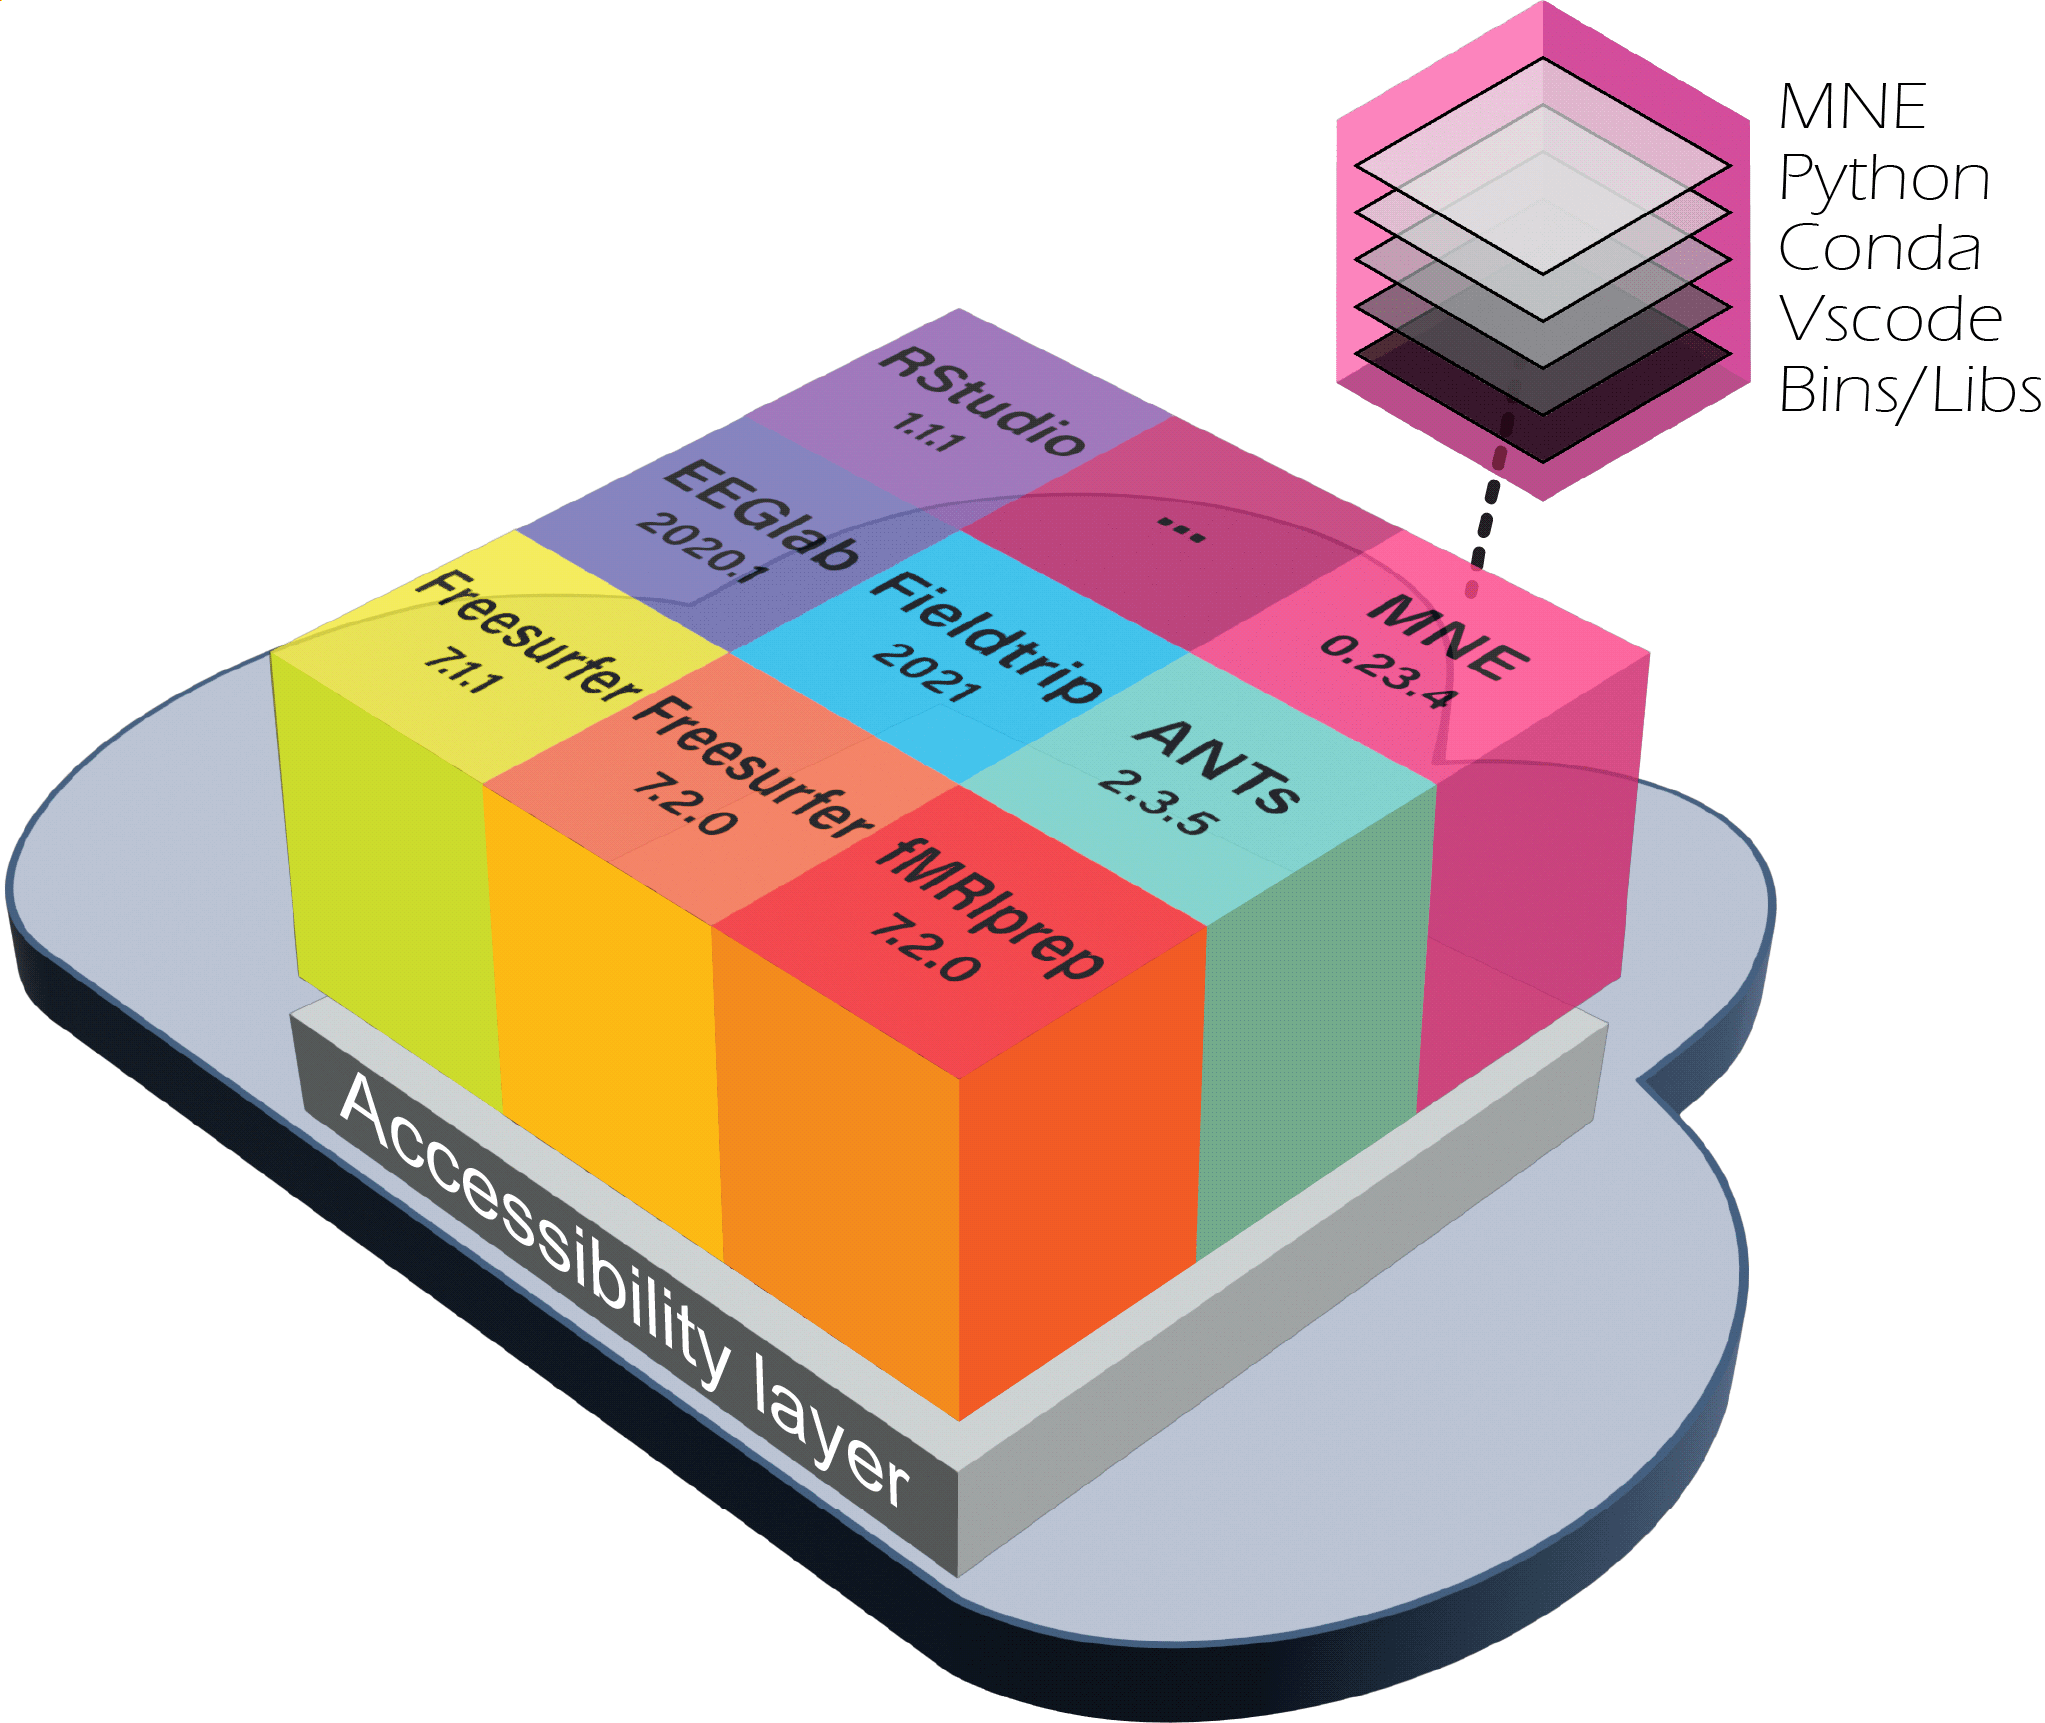 MNE
Python
Conda
Vscode
Bins/Libs
RStudio
1.1.1
EEGlab
2020.1
...
Freesurfer
7.1.1
Fieldtrip
2021
MNE
0.23.4
Freesurfer
7.2.0
ANTs
2.3.5
fMRIprep
7.2.0
Accessibility layer